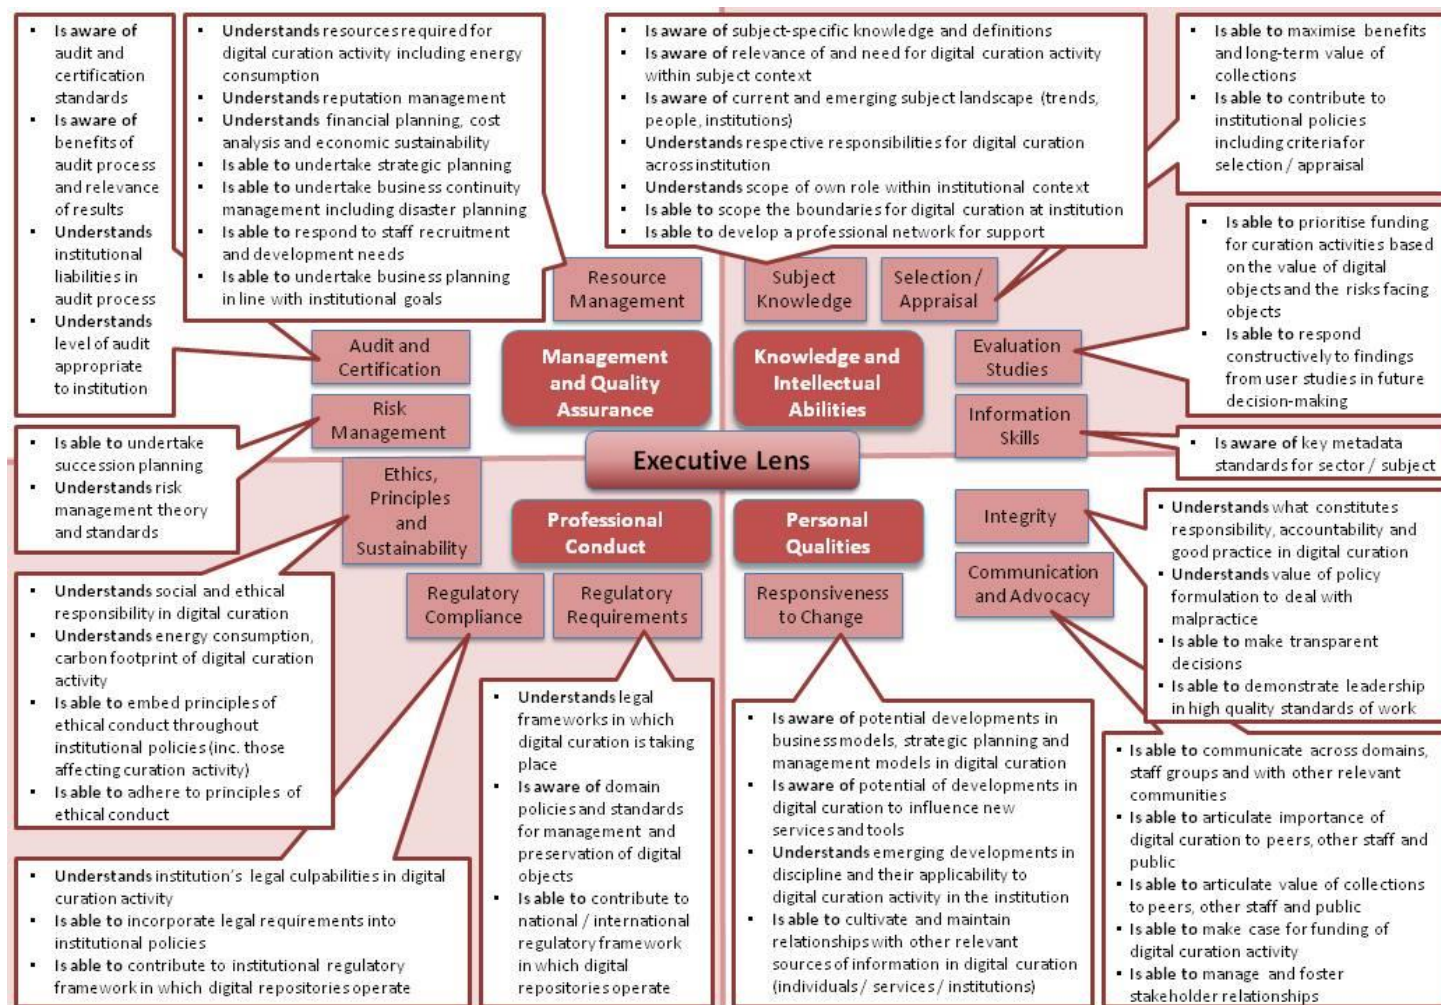 ▪ Is aware of
audit and
certification
standards
▪ Is aware of
benefits of
audit process
and relevance
of results
▪ Understands
institutional
liabilities in
audit process
▪ Understands
level of audit
appropriate
to institution
▪ Understands resources required for
digital curation activity including energy
consumption
▪ Understands reputation management
▪ Understands financial planning, cost
analysis and economic sustainability
▪ Is able to undertake strategic planning
▪ Is able to undertake business continuity
management including disaster planning
▪ Is able to respond to staff recruitment
and development needs
▪ Is able to undertake business planning
in line with institutional goals
▪ Is aware of subject-specific knowledge and definitions
▪ Is aware of relevance of and need for digital curation activity
within subject context
▪ Is aware of current and emerging subject landscape (trends,
people, institutions)
▪ Understands respective responsibilities for digital curation
across institution
▪ Understands scope of own role within institutional context
▪ Is able to scope the boundaries for digital curation at institution
▪ Is able to develop a professional network for support
▪ Is able to maximise benefits
and long-term value of
collections
▪ Is able to contribute to
institutional policies
including criteria for
selection / appraisal
▪ Is able to prioritise funding
for curation activities based
on the value of digital
objects and the risks facing
objects
▪ Is able to respond
constructively to findings
from user studies in future
decision-making
Resource
Management
Subject
Knowledge
Selection /
Appraisal
Audit and
Certification
Management
and Quality
Assurance
Knowledge and
Intellectual
Abilities
Evaluation
Studies
Risk
Management
Information
Skills
▪ Is able to undertake
succession planning
▪ Understands risk
management theory
and standards
▪ Is aware of key metadata
standards for sector / subject
Executive Lens
Ethics,
Principles
and
Sustainability
Professional
Conduct
Personal
Qualities
Integrity
Regulatory
Compliance
Regulatory
Requirements
Responsiveness
to Change
Communication
and Advocacy
▪ Understands what constitutes
responsibility, accountability and
good practice in digital curation
▪ Understands value of policy
formulation to deal with
malpractice
▪ Is able to make transparent
decisions
▪ Is able to demonstrate leadership
in high quality standards of work
▪ Understands social and ethical
responsibility in digital curation
▪ Understands energy consumption,
carbon footprint of digital curation
activity
▪ Is able to embed principles of
ethical conduct throughout
institutional policies (inc. those
affecting curation activity)
▪ Is able to adhere to principles of
ethical conduct
▪ Understands institution's legal culpabilities in digital
curation activity
▪ Is able to incorporate legal requirements into
institutional policies
▪ Is able to contribute to institutional regulatory
framework in which digital repositories operate
▪ Understands legal
frameworks in which
digital curation is taking
place
▪ Is aware of domain
policies and standards
for management and
preservation of digital
objects
▪ Is able to contribute to
national / international
regulatory framework
in which digital
repositories operate
▪ Is aware of potential developments in
business models, strategic planning and
management models in digital curation
▪ Is aware of potential of developments in
digital curation to influence new
services and tools
▪ Understands emerging developments in
discipline and their applicability to
digital curation activity in the institution
▪ Is able to cultivate and maintain
relationships with other relevant
sources of information in digital curation
(individuals / services / institutions)
▪ Is able to communicate across domains,
staff groups and with other relevant
communities
▪ Is able to articulate importance of
digital curation to peers, other staff and
public
▪ Is able to articulate value of collections
to peers, other staff and public
▪ Is able to make case for funding of
digital curation activity
▪ Is able to manage and foster
stakeholder relationships